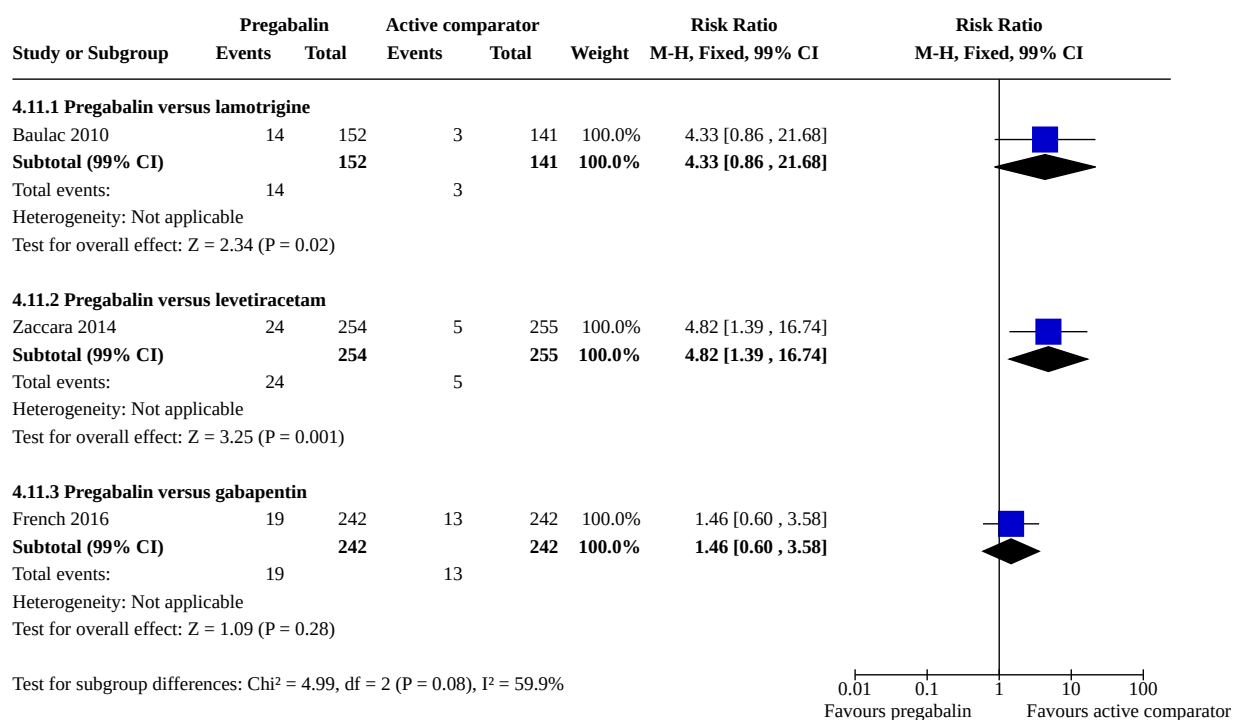 Pregabalin Active comparator Risk Ratio Risk Ratio
Study or Subgroup Events Total Events Total Weight M-H, Fixed, 99% CI M-H, Fixed, 99% CI
4.11.1 Pregabalin versus lamotrigine
Baulac 2010 14 152 3 141 100.0% 4.33 [0.86 , 21.68]
Subtotal (99% CI) 152 141 100.0% 4.33 [0.86 , 21.68]
Total events: 14 3
Heterogeneity: Not applicable
Test for overall effect: Z = 2.34 (P = 0.02)
4.11.2 Pregabalin versus levetiracetam
Zaccara 2014 24 254 5 255 100.0% 4.82 [1.39 , 16.74]
Subtotal (99% CI) 254 255 100.0% 4.82 [1.39 , 16.74]
Total events: 24 5
Heterogeneity: Not applicable
Test for overall effect: Z = 3.25 (P = 0.001)
4.11.3 Pregabalin versus gabapentin
French 2016 19 242 13 242 100.0% 1.46 [0.60 , 3.58]
Subtotal (99% CI) 242 242 100.0% 1.46 [0.60 , 3.58]
Total events: 19 13
Heterogeneity: Not applicable
Test for overall effect: Z = 1.09 (P = 0.28)
Test for subgroup differences: Chi² = 4.99, df = 2 (P = 0.08), I² = 59.9%
0.01 0.1 1 10 100
Favours pregabalin Favours active comparator